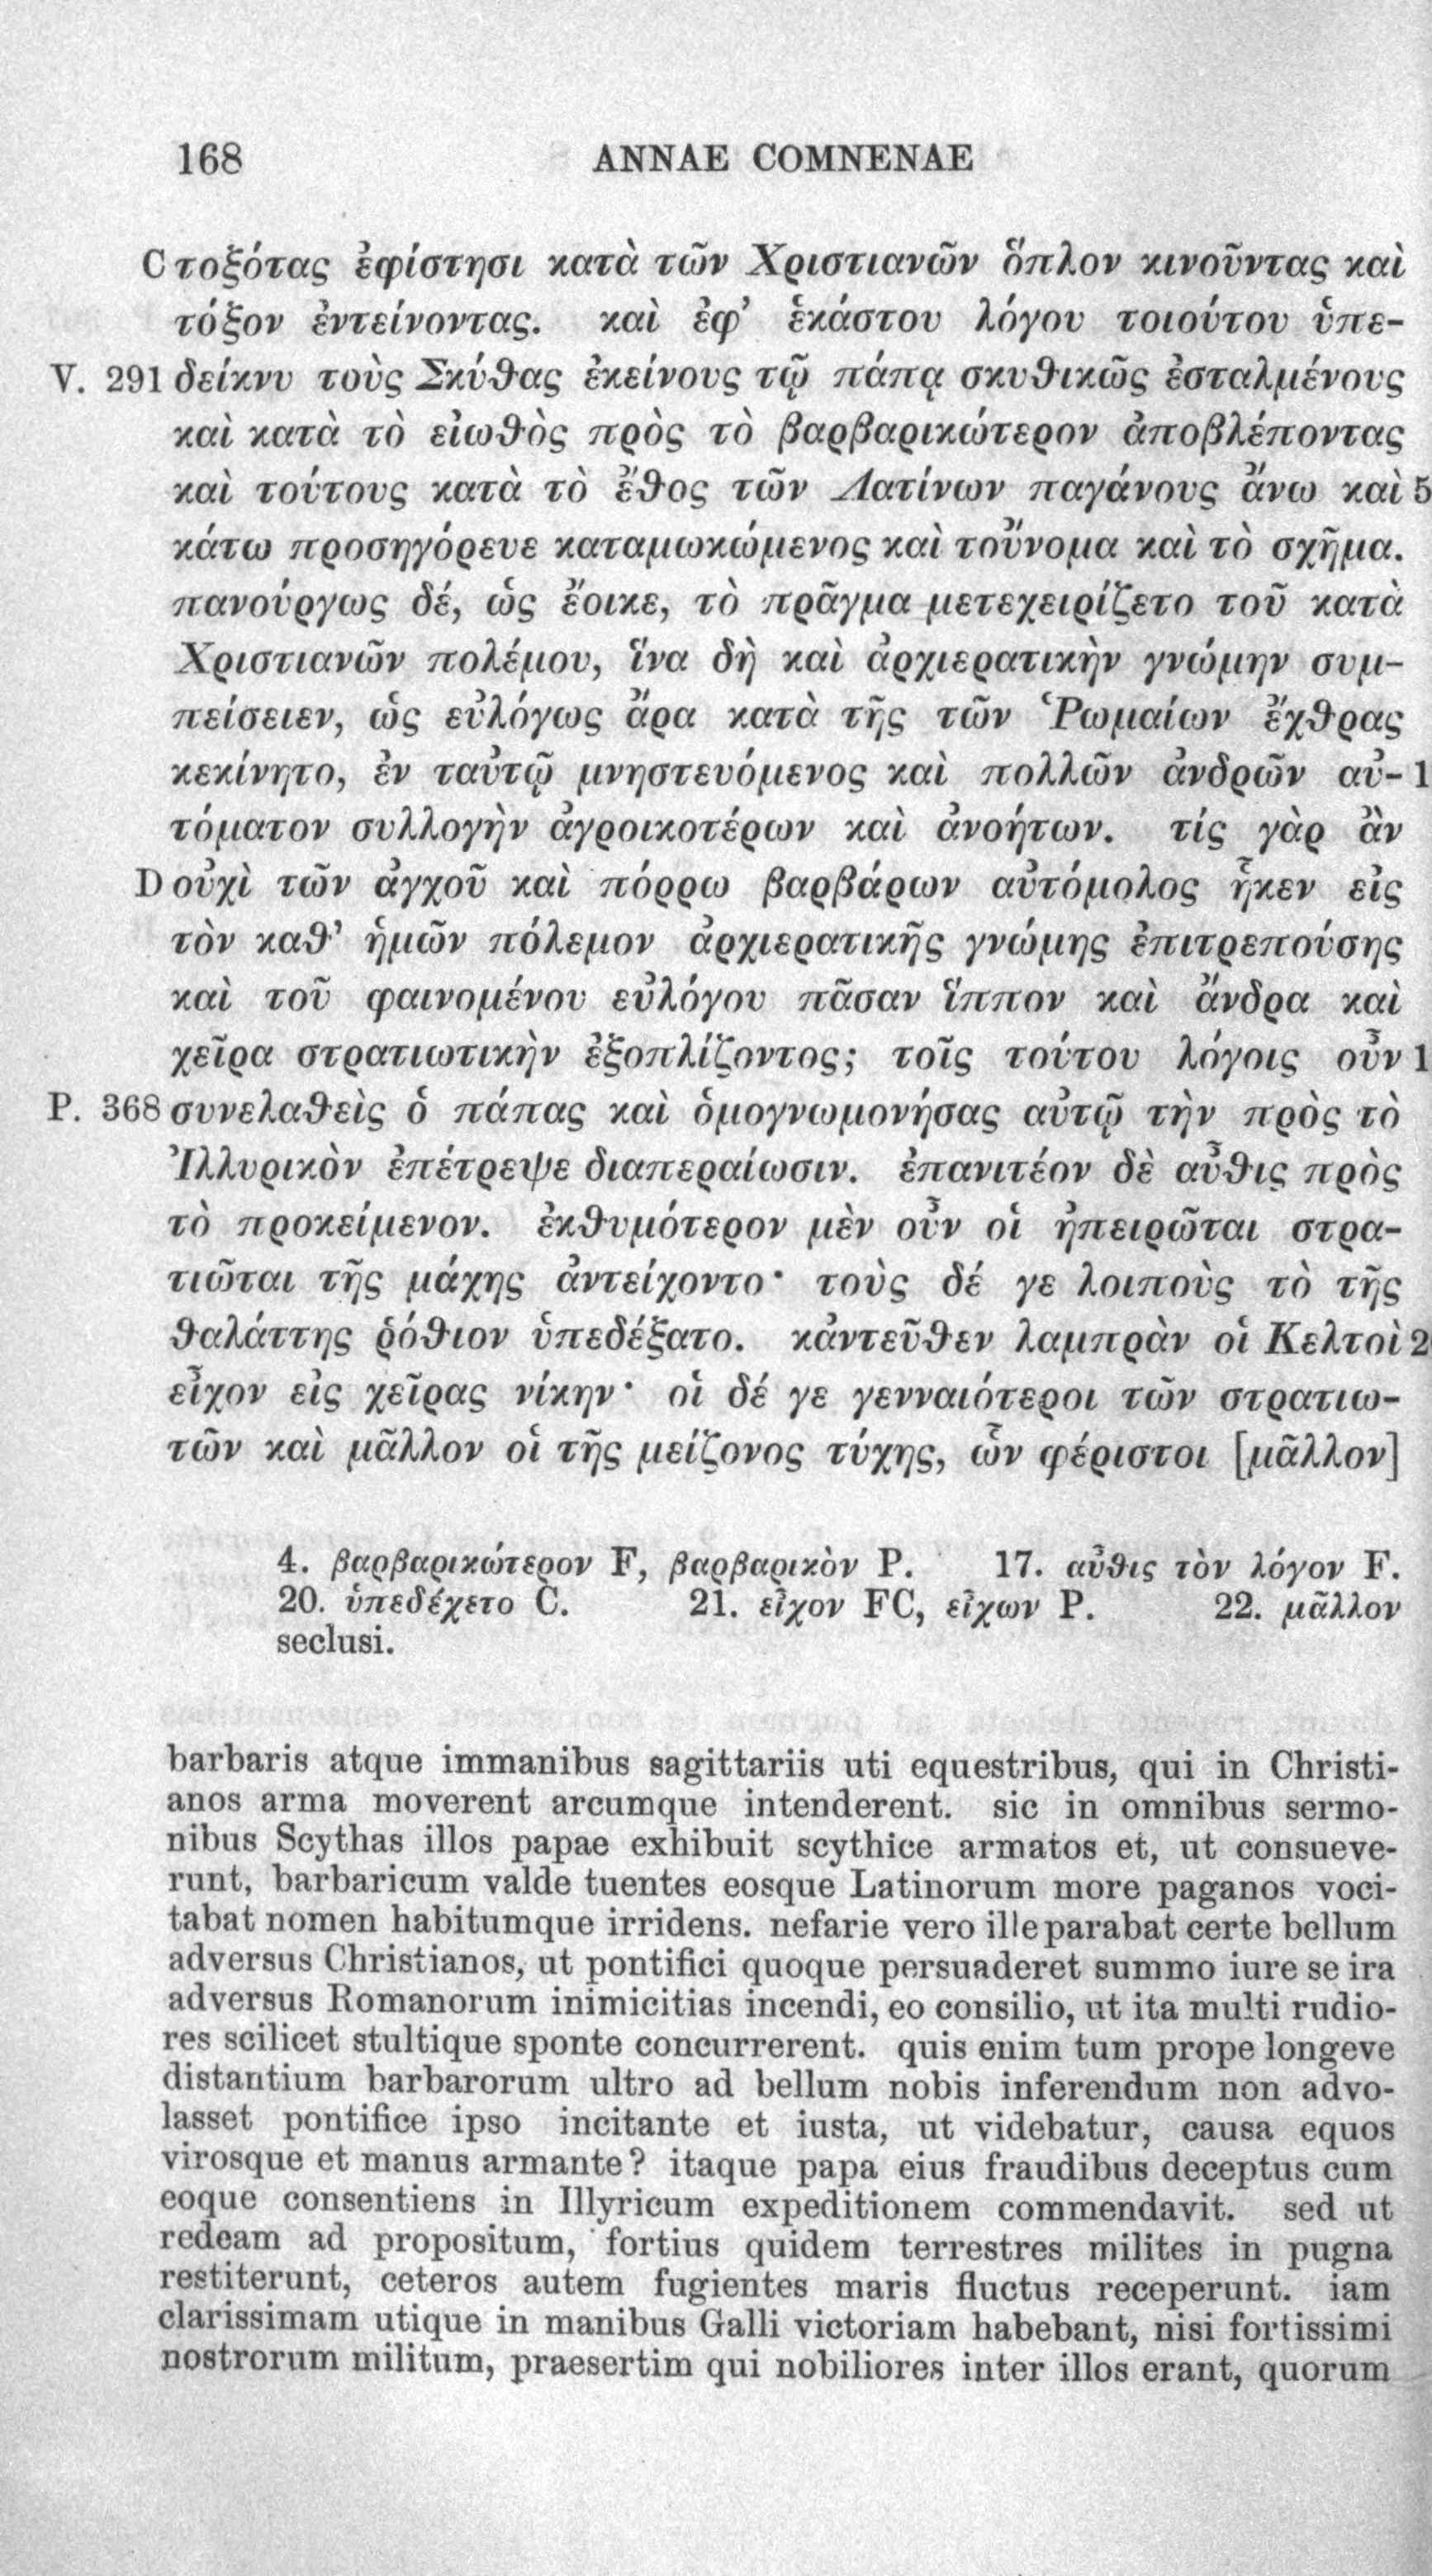 168 ANNAE COMNENAE
C τοξότας ἐφίστησι κατὰ τῶν Χριστιανῶν ὅπλον κινοῦντας καὶ
τόξον ἐντείνοντας. καὶ ἐφ’ ἑκάστου λόγου τοιούτου ὑπε-
V. 291 δείκνυ τοὺς Σκύθας ἐκείνους τῷ πάπᾳ σκυθικῶς ἐσταλμένους
καὶ κατὰ τὸ εἰωθὸς πρὸς τὸ βαρβαρικώτερον ἀποβλέποντας
καὶ τούτους κατὰ τὸ ἔθος τῶν Λατίνων παγάνους ἄνω καὶ 5
κάτω προσηγόρευε καταμωκώμενος καὶ τοὔνομα καὶ τὸ σχῆμα.
πανούργως δέ, ὡς ἔοικε, τὸ πρᾶγμα μετεχειρίζετο τοῦ κατὰ
Χριστιανῶν πολέμου, ἵνα δὴ καὶ ἀρχιερατικὴν γνώμην συμ-
πείσειεν, ὡς εὐλόγως ἄρα κατὰ τῆς τῶν Ῥωμαίων ἔχθρας
κεκίνητο, ἐν ταὐτῷ μνηστευόμενος καὶ πολλῶν ἀνδρῶν αὐ- 1
τόματον συλλογὴν ἀγροικοτέρων καὶ ἀνοήτων. τίς γὰρ ἂν
D οὐχὶ τῶν ἀγχοῦ καὶ πόρρω βαρβάρων αὐτόμολος ἧκεν εἰς
τὸν καθ’ ἡμῶν πόλεμον ἀρχιερατικῆς γνώμης ἐπιτρεπούσης
καὶ τοῦ φαινομένου εὐλόγου πᾶσαν ἵππον καὶ ἄνδρα καὶ
χεῖρα στρατιωτικὴν ἐξοπλίζοντος; τοῖς τούτου λόγοις οὖν 1
P. 368 συνελαθεὶς ὁ πάπας καὶ ὁμογνωμονήσας αὐτῷ τὴν πρὸς τὸ
Ἰλλυρικὸν ἐπέτρεψε διαπεραίωσιν. ἐπανιτέον δὲ αὖθις πρὸς
τὸ προκείμενον. ἐκθυμότερον μὲν οὖν οἱ ἠπειρῶται στρα-
τιῶται τῆς μάχης ἀντείχοντο· τοὺς δέ γε λοιποὺς τὸ τῆς
θαλάττης ῥόθιον ὑπεδέξατο. κἀντεῦθεν λαμπρὰν οἱ Κελτοὶ 2
εἶχον εἰς χεῖρας νίκην· οἱ δέ γε γενναιότεροι τῶν στρατιω-
τῶν καὶ μᾶλλον οἱ τῆς μείζονος τύχης, ὧν φέριστοι [μᾶλλον]
4. βαρβαρικώτερον F, βαρβαρικὸν P. 17. αὖθις τὸν λόγον F.
20. ὑπεδέχετο C. 21. εἶχον FC, εἴχων P. 22. μᾶλλον
seclusi.
barbaris atque immanibus sagittariis uti equestribus, qui in Christi-
anos arma moverent arcumque intenderent. sic in omnibus sermo-
nibus Scythas illos papae exhibuit scythice armatos et, ut consueve-
runt, barbaricum valde tuentes eosque Latinorum more paganos voci-
tabat nomen habitumque irridens. nefarie vero ille parabat certe bellum
adversus Christianos, ut pontifici quoque persuaderet summo iure se ira
adversus Romanorum inimicitias incendi, eo consilio, ut ita multi rudio-
res scilicet stultique sponte concurrerent. quis enim tum prope longeve
distantium barbarorum ultro ad bellum nobis inferendum non advo-
lasset pontifice ipso incitante et iusta, ut videbatur, causa equos
virosque et manus armante? itaque papa eius fraudibus deceptus cum
eoque consentiens in Illyricum expeditionem commendavit. sed ut
redeam ad propositum, fortius quidem terrestres milites in pugna
restiterunt, ceteros autem fugientes maris fluctus receperunt. iam
clarissimam utique in manibus Galli victoriam habebant, nisi fortissimi
nostrorum militum, praesertim qui nobiliores inter illos erant, quorum